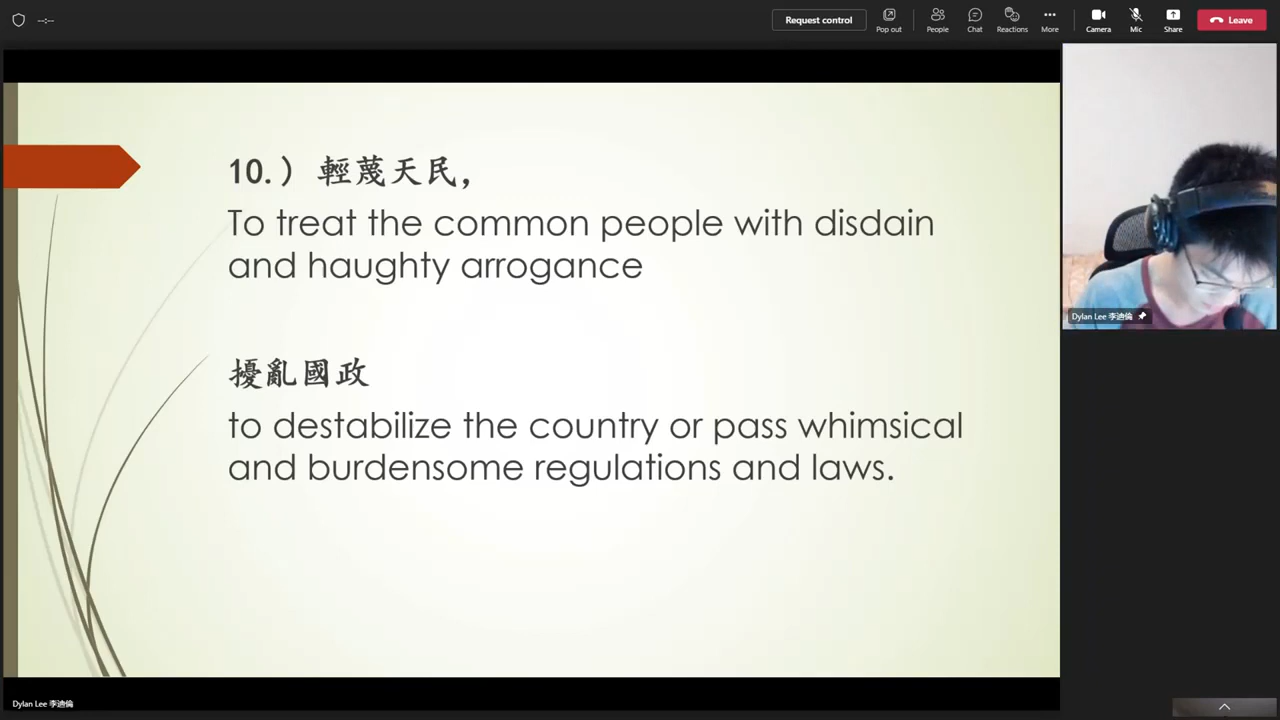 --:--
Request control
Pop out
People
Chat
Reactions
More
Camera
Mic
Share
Leave
10.）輕蔑天民，
To treat the common people with disdain
and haughty arrogance
擾亂國政
to destabilize the country or pass whimsical
and burdensome regulations and laws.
Dylan Lee 李迪倫
Dylan Lee 李迪倫